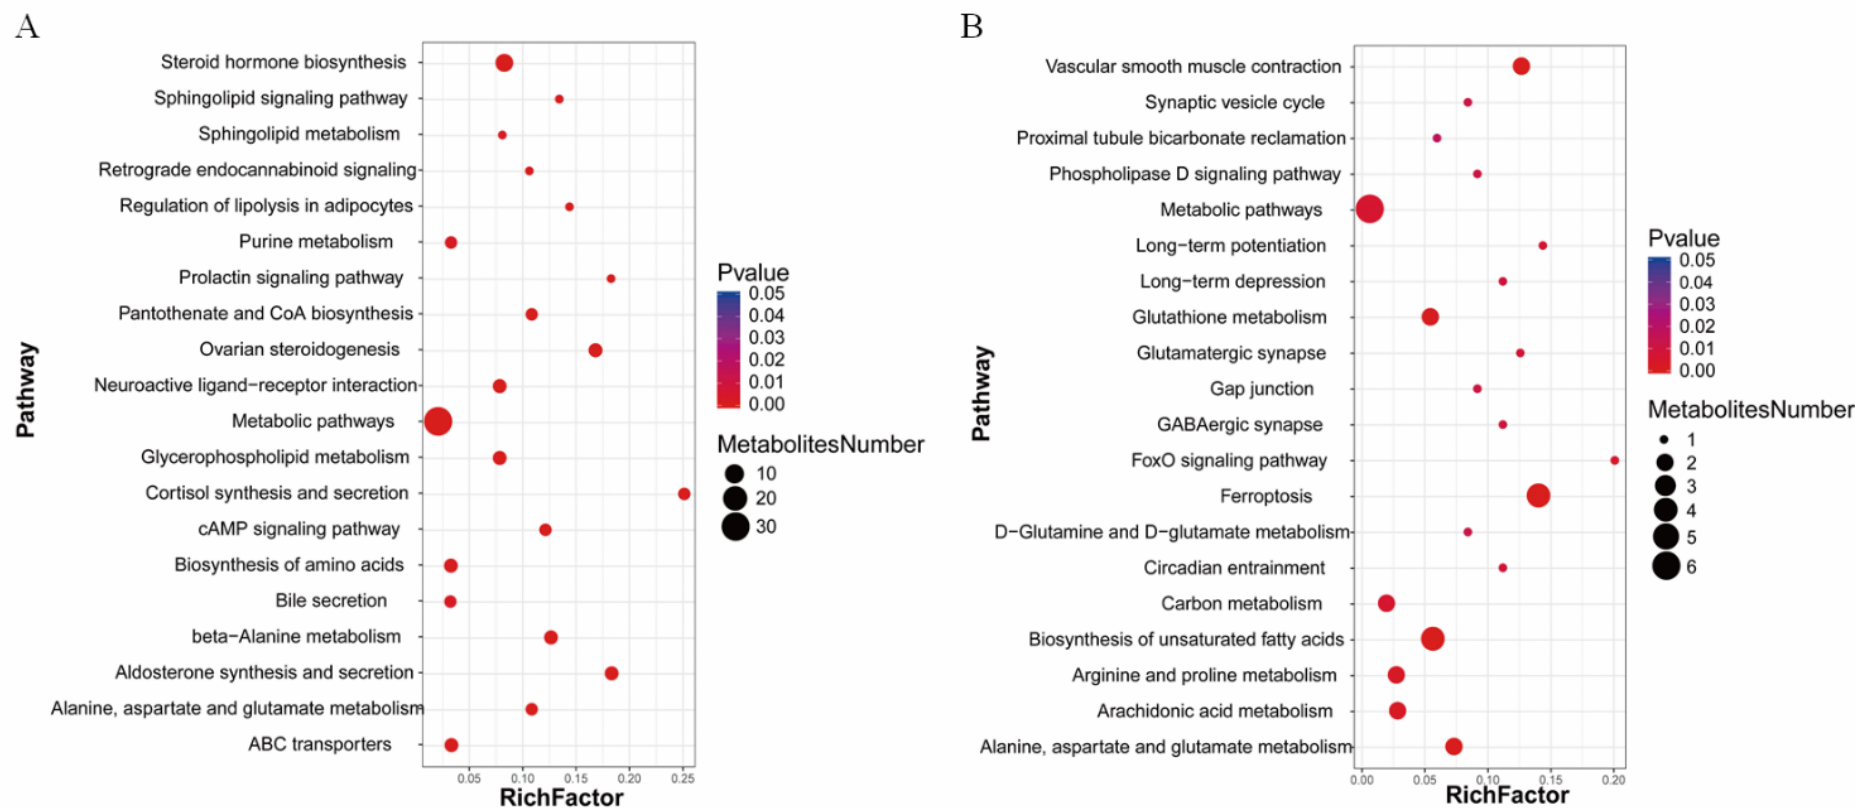 A
Steroid hormone biosynthesis
Sphingolipid signaling pathway
Sphingolipid metabolism
Retrograde endocannabinoid signaling
Regulation of lipolysis in adipocytes
Purine metabolism
Prolactin signaling pathway
Pantothenate and CoA biosynthesis
Ovarian steroidogenesis
Neuroactive ligand−receptor interaction
Metabolic pathways
Glycerophospholipid metabolism
Cortisol synthesis and secretion
cAMP signaling pathway
Biosynthesis of amino acids
Bile secretion
beta−Alanine metabolism
Aldosterone synthesis and secretion
Alanine, aspartate and glutamate metabolism
ABC transporters
Pathway
0.05 0.10 0.15 0.20 0.25
RichFactor
Pvalue
0.05
0.04
0.03
0.02
0.01
0.00
MetabolitesNumber
10
20
30
B
Vascular smooth muscle contraction
Synaptic vesicle cycle
Proximal tubule bicarbonate reclamation
Phospholipase D signaling pathway
Metabolic pathways
Long−term potentiation
Long−term depression
Glutathione metabolism
Glutamatergic synapse
Gap junction
GABAergic synapse
FoxO signaling pathway
Ferroptosis
D−Glutamine and D−glutamate metabolism
Circadian entrainment
Carbon metabolism
Biosynthesis of unsaturated fatty acids
Arginine and proline metabolism
Arachidonic acid metabolism
Alanine, aspartate and glutamate metabolism
Pathway
0.00 0.05 0.10 0.15 0.20
RichFactor
Pvalue
0.05
0.04
0.03
0.02
0.01
0.00
MetabolitesNumber
1
2
3
4
5
6